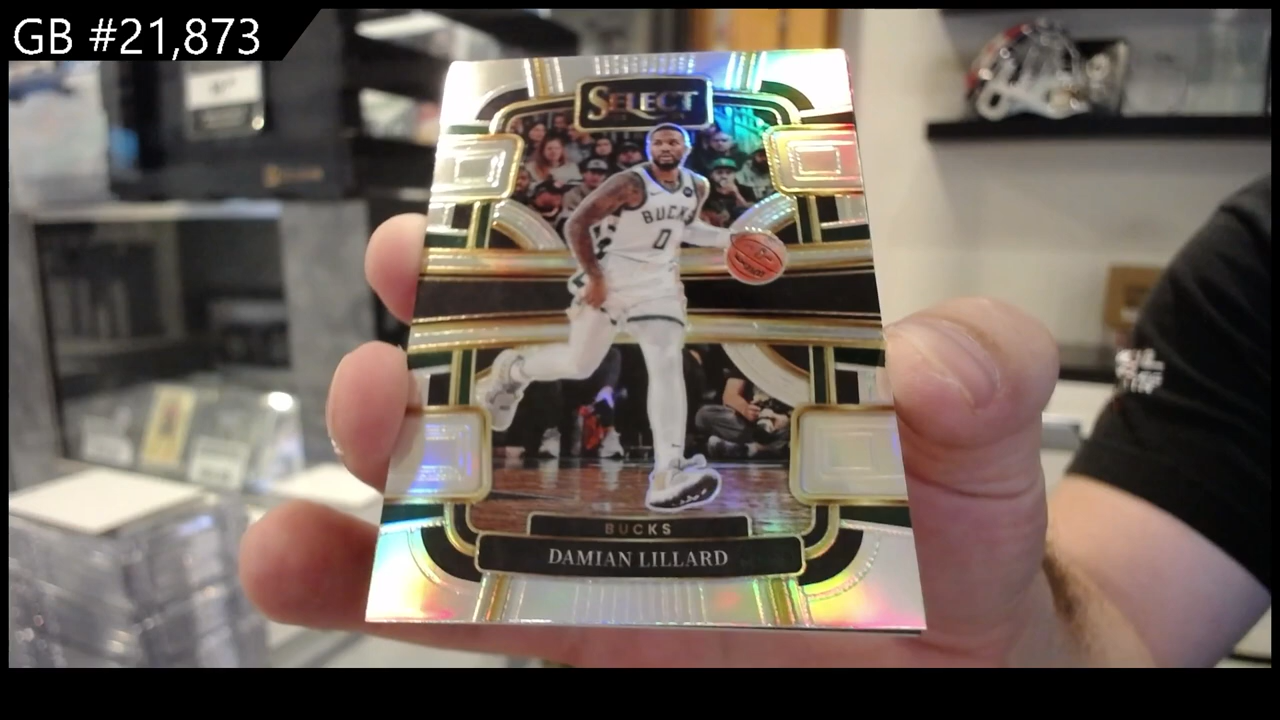 GB #21,873
SELECT
BUCKS
0
BUCKS
DAMIAN LILLARD